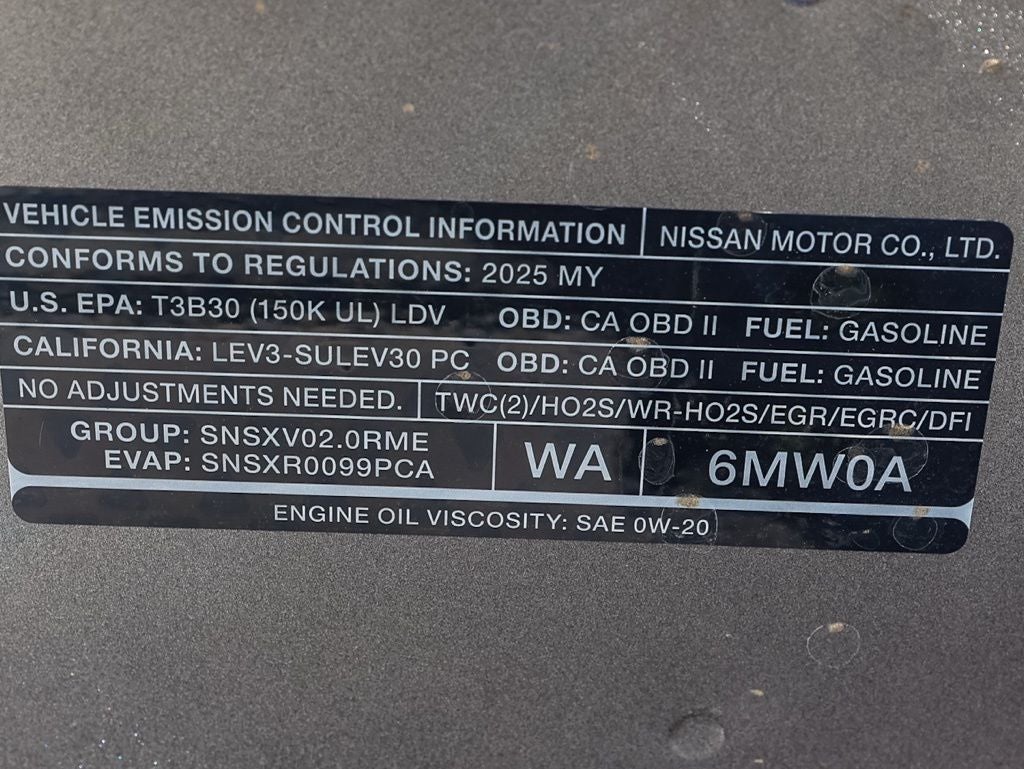 VEHICLE EMISSION CONTROL INFORMATION NISSAN MOTOR CO., LTD.
CONFORMS TO REGULATIONS: 2025 MY
U.S. EPA: T3B30 (150K UL) LDV OBD: CA OBD II FUEL: GASOLINE
CALIFORNIA: LEV3-SULEV30 PC OBD: CA OBD II FUEL: GASOLINE
NO ADJUSTMENTS NEEDED. TWC(2)/HO2S/WR-HO2S/EGR/EGRC/DFI
GROUP: SNSXV02.0RME
EVAP: SNSXR0099PCA
WA 6MW0A
ENGINE OIL VISCOSITY: SAE 0W-20